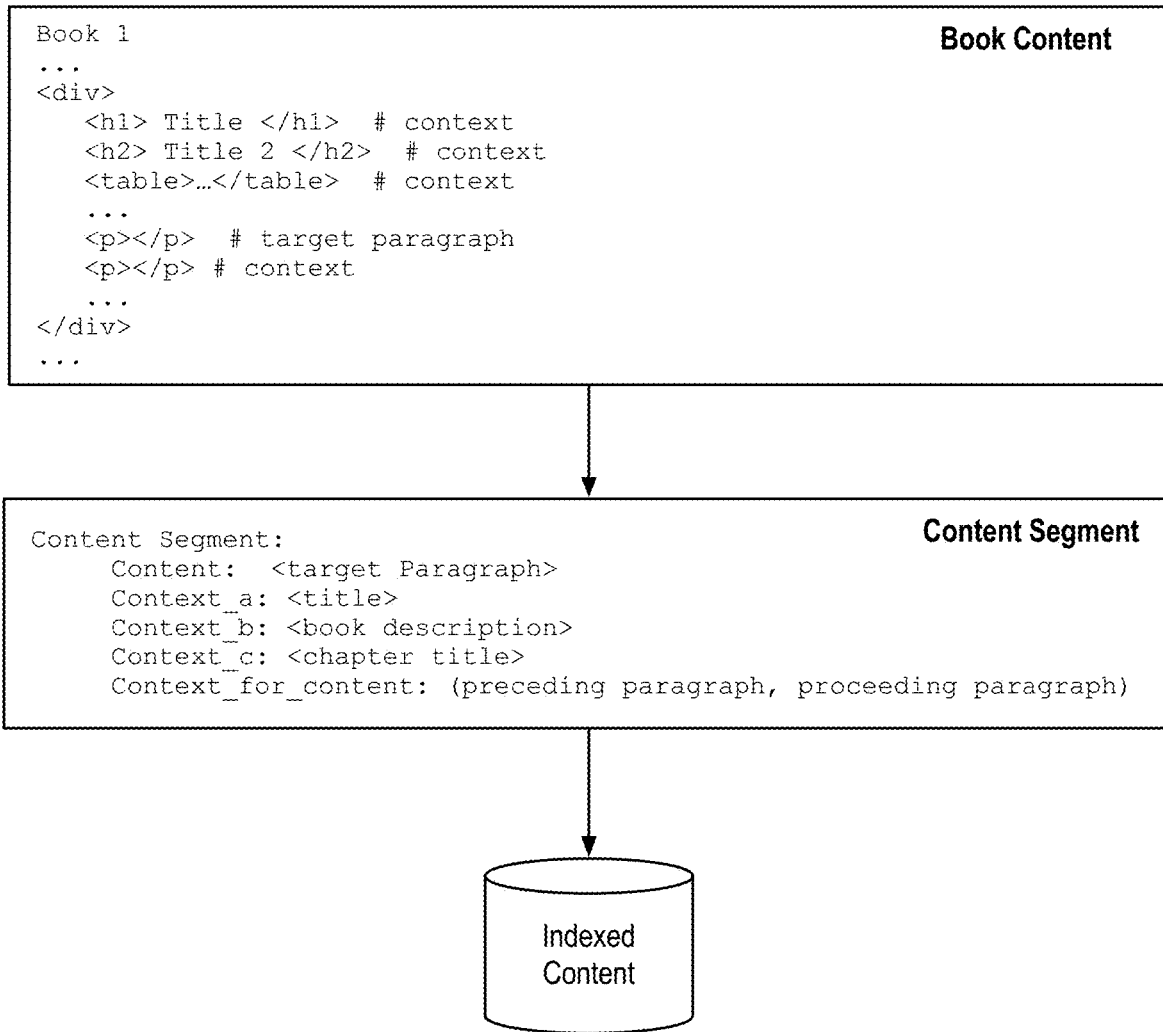 Book 1
Book Content
...
<div>
<h1> Title </h1>  # context
<h2> Title 2 </h2>  # context
<table>…</table>  # context
...
<p></p>  # target paragraph
<p></p> # context
...
</div>
...
Content Segment
Content Segment:
Content:  <target Paragraph>
Context_a: <title>
Context_b: <book description>
Context_c: <chapter title>
Context_for_content: (preceding paragraph, proceeding paragraph)
Indexed
Content